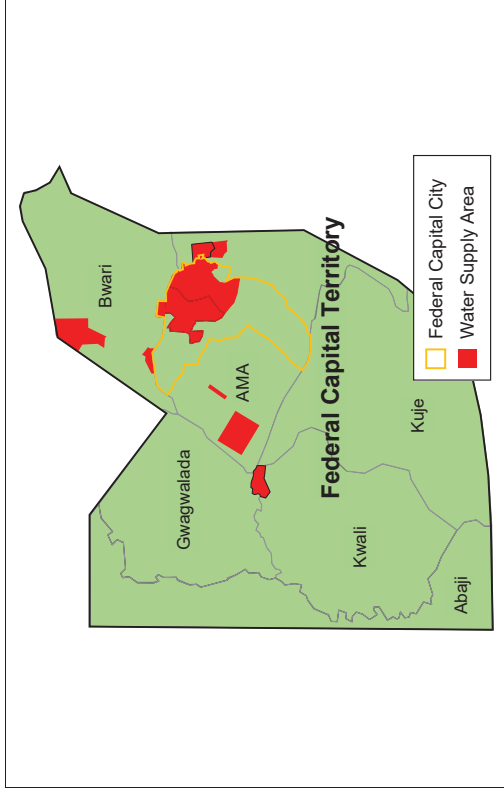 Bwari
Gwagwalada
AMA
Federal Capital Territory
Kwali
Kuje
Abaji
Federal Capital City
Water Supply Area